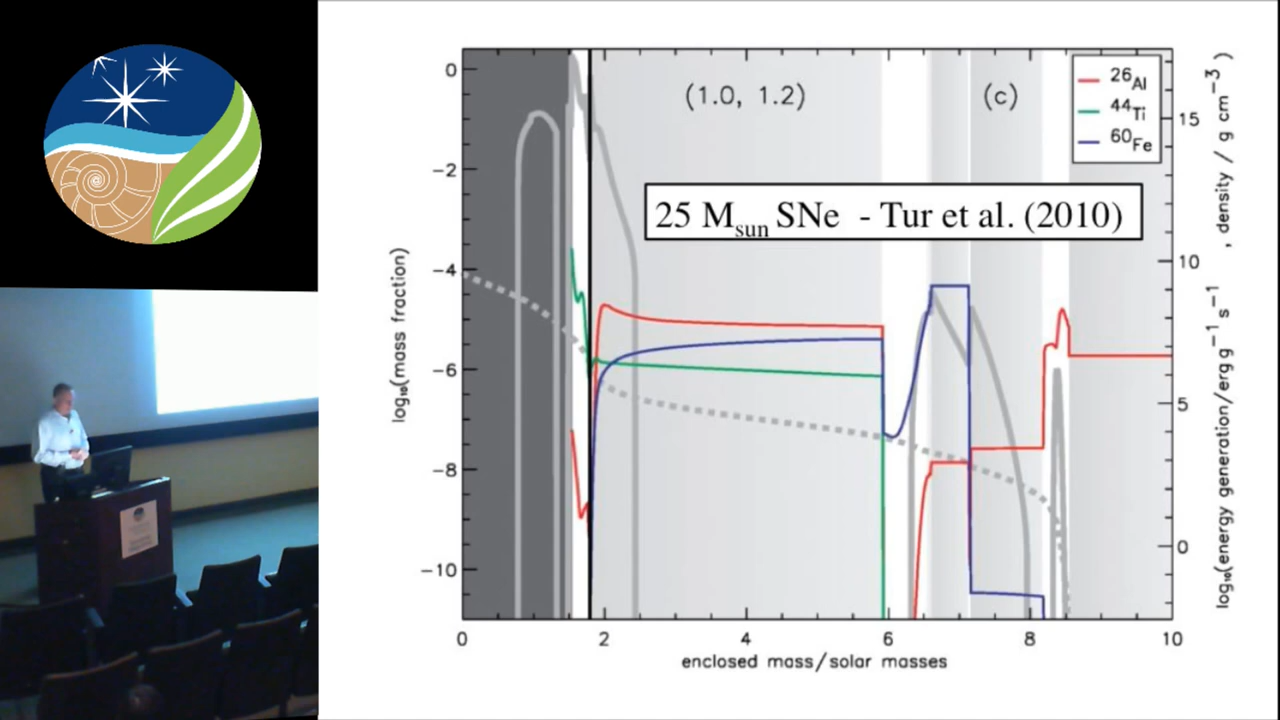 (1.0, 1.2)
(c)
26Al
44Ti
60Fe
25 Msun SNe - Tur et al. (2010)
log10(mass fraction)
0
−2
−4
−6
−8
−10
15
10
5
0
log10(energy generation/erg g−1 s−1 , density / g cm−3)
0 2 4 6 8 10
enclosed mass/solar masses